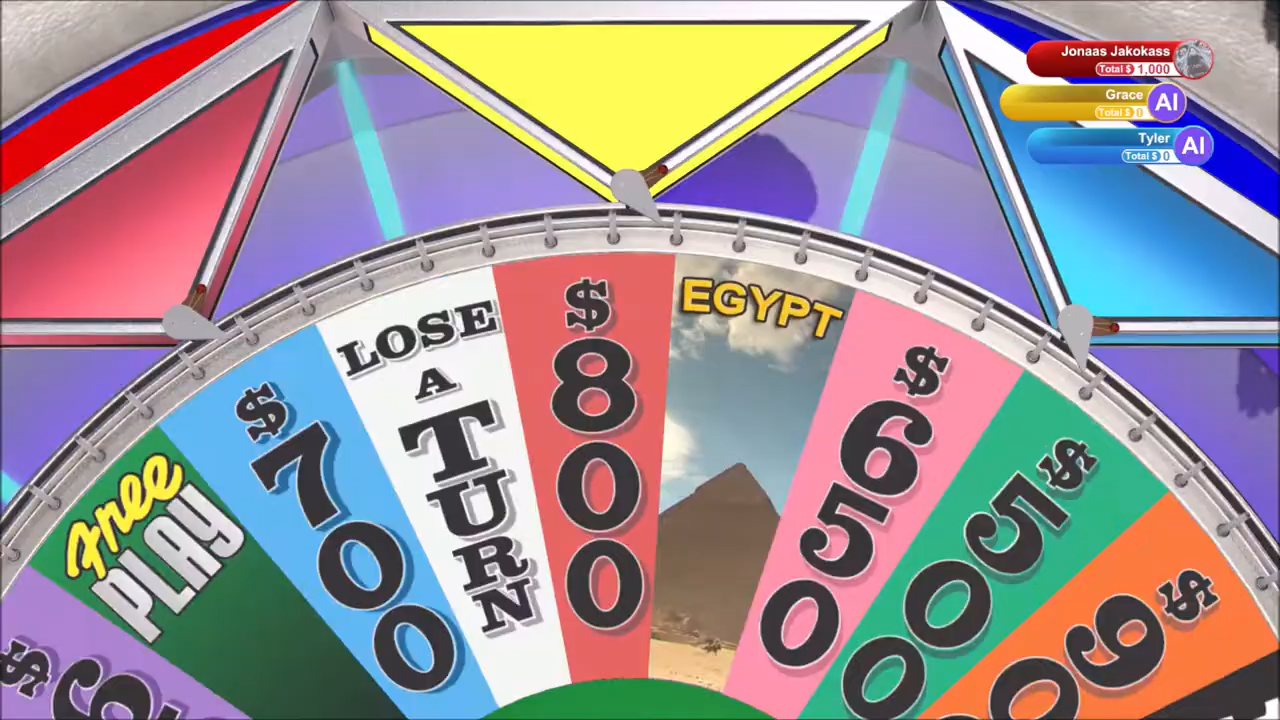 Jonaas Jakokass
Total $ 1,000
Grace
Total $ 0
AI
Tyler
Total $ 0
AI
Free
PLAY
$700
LOSE
A
TURN
$800
EGYPT
$650
$500